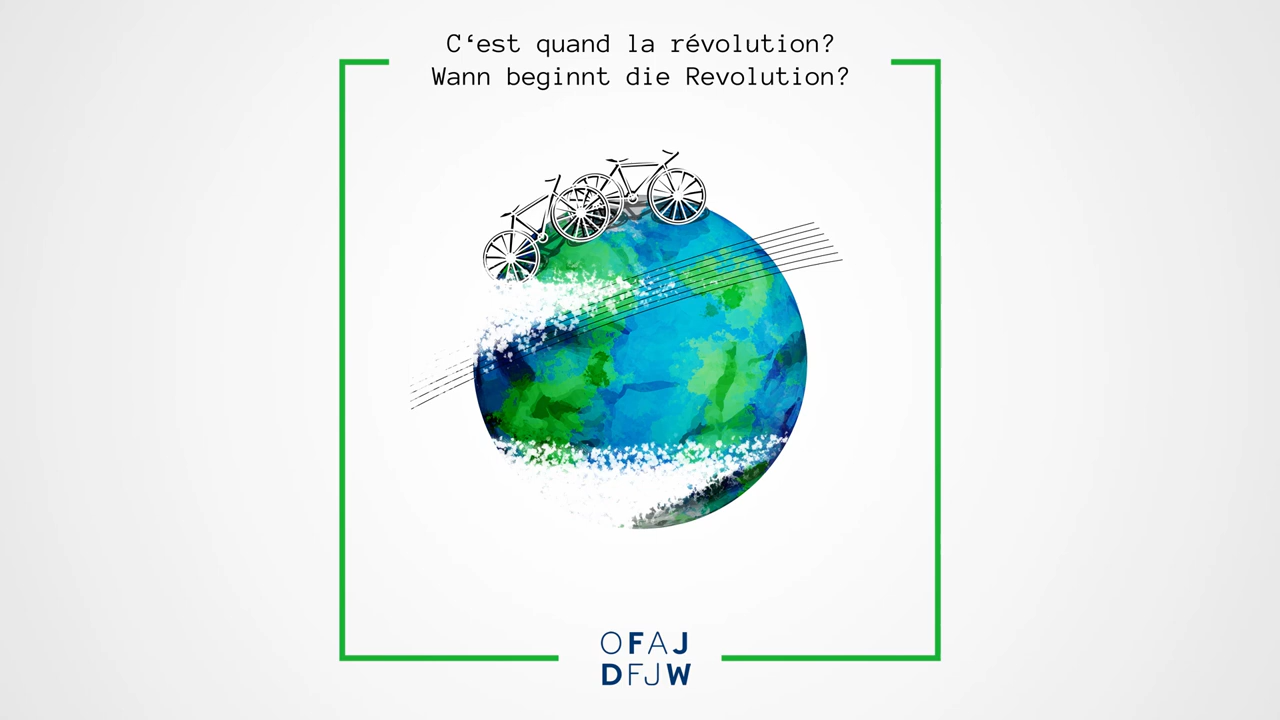 C‘est quand la révolution?
Wann beginnt die Revolution?
OFAJ
DFJW